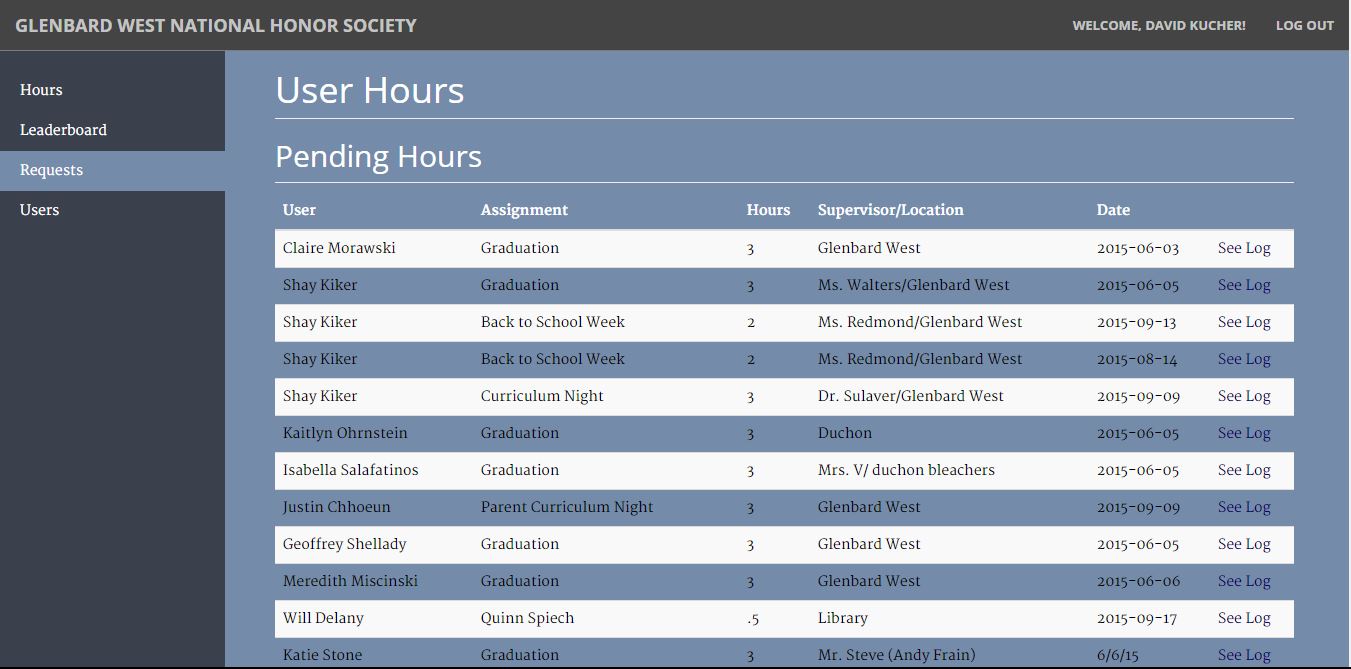 GLENBARD WEST NATIONAL HONOR SOCIETY WELCOME, DAVID KUCHER! LOG OUT
Hours
Leaderboard
Requests
Users
User Hours
Pending Hours
User Assignment Hours Supervisor/Location Date
Claire Morawski Graduation 3 Glenbard West 2015-06-03 See Log
Shay Kiker Graduation 3 Ms. Walters/Glenbard West 2015-06-05 See Log
Shay Kiker Back to School Week 2 Ms. Redmond/Glenbard West 2015-09-13 See Log
Shay Kiker Back to School Week 2 Ms. Redmond/Glenbard West 2015-08-14 See Log
Shay Kiker Curriculum Night 3 Dr. Sulaver/Glenbard West 2015-09-09 See Log
Kaitlyn Ohrnstein Graduation 3 Duchon 2015-06-05 See Log
Isabella Salafatinos Graduation 3 Mrs. V/ duchon bleachers 2015-06-05 See Log
Justin Chhoeun Parent Curriculum Night 3 Glenbard West 2015-09-09 See Log
Geoffrey Shellady Graduation 3 Glenbard West 2015-06-05 See Log
Meredith Miscinski Graduation 3 Glenbard West 2015-06-06 See Log
Will Delany Quinn Spiech .5 Library 2015-09-17 See Log
Katie Stone Graduation 3 Mr. Steve (Andy Frain) 6/6/15 See Log